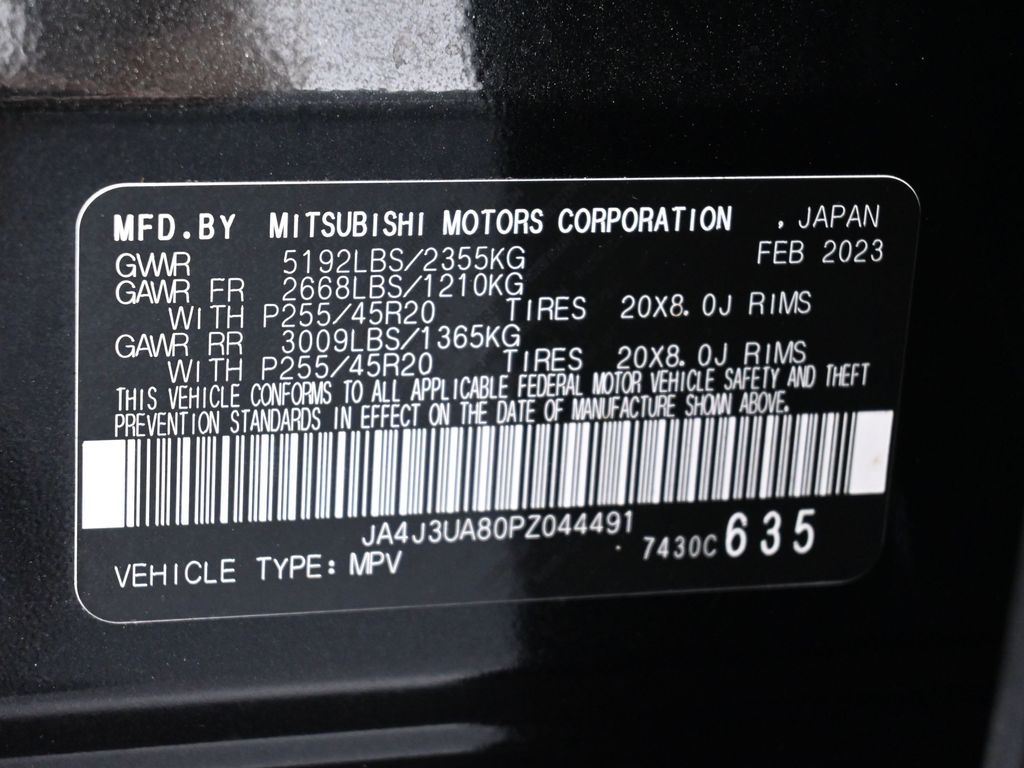 MFD.BY MITSUBISHI MOTORS CORPORATION , JAPAN
FEB 2023
GVWR 5192LBS/2355KG
GAWR FR 2668LBS/1210KG
WITH P255/45R20 TIRES 20X8.0J RIMS
GAWR RR 3009LBS/1365KG
WITH P255/45R20 TIRES 20X8.0J RIMS
THIS VEHICLE CONFORMS TO ALL APPLICABLE FEDERAL MOTOR VEHICLE SAFETY AND THEFT
PREVENTION STANDARDS IN EFFECT ON THE DATE OF MANUFACTURE SHOWN ABOVE.
JA4J3UA80PZ044491
7430C 635
VEHICLE TYPE: MPV